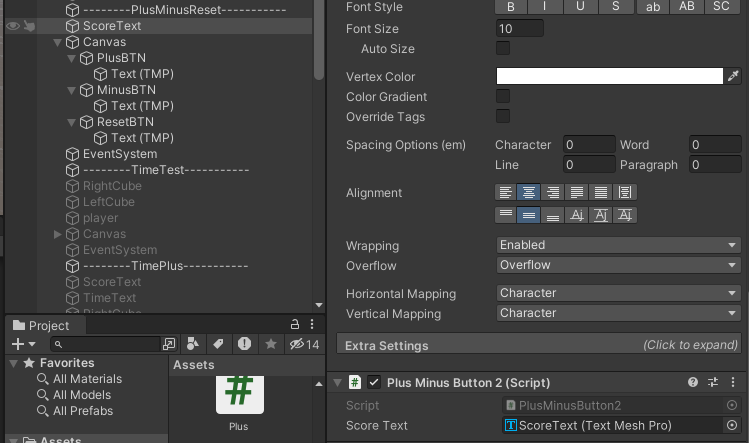 --------PlusMinusReset-----------
ScoreText
Canvas
PlusBTN
Text (TMP)
MinusBTN
Text (TMP)
ResetBTN
Text (TMP)
EventSystem
--------TimeTest-----------
RightCube
LeftCube
player
Canvas
EventSystem
--------TimePlus-----------
ScoreText
TimeText
RightCube
Project
14
Favorites
All Materials
All Models
All Prefabs
Assets
Assets
#
Plus
Font Style
B I U S ab AB SC
Font Size 10
Auto Size
Vertex Color
Color Gradient
Override Tags
Spacing Options (em) Character 0 Word 0
Line 0 Paragraph 0
Alignment
Wrapping Enabled
Overflow Overflow
Horizontal Mapping Character
Vertical Mapping Character
Extra Settings (Click to expand)
# Plus Minus Button 2 (Script)
Script # PlusMinusButton2
Score Text T ScoreText (Text Mesh Pro)